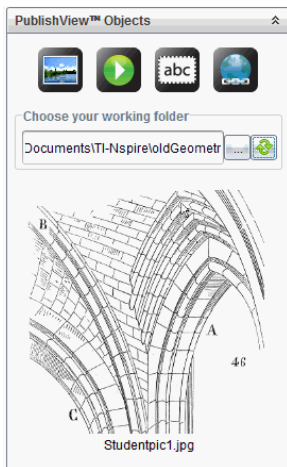 PublishView™ Objects
abc
Choose your working folder
Documents\TI-Nspire\oldGeometr
...
B
A
46
C
Studentpic1.jpg